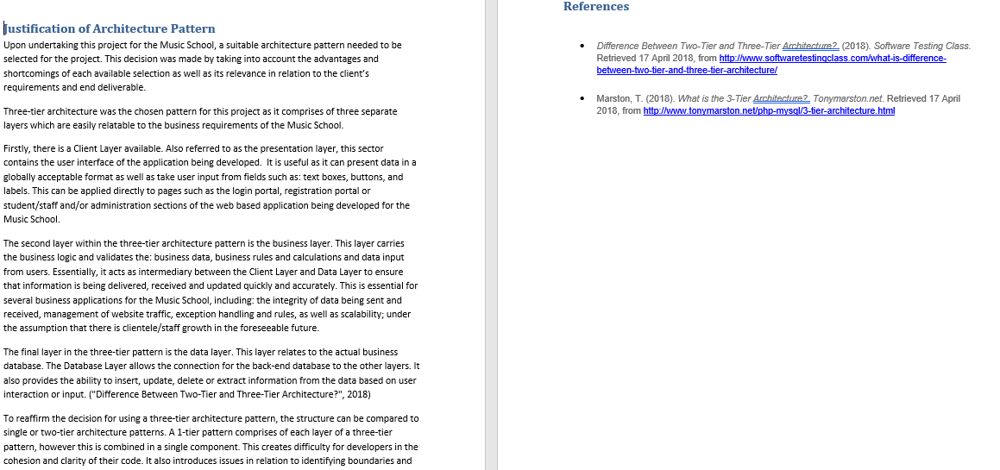 Justification of Architecture Pattern
Upon undertaking this project for the Music School, a suitable architecture pattern needed to be
selected for the project. This decision was made by taking into account the advantages and
shortcomings of each available selection as well as its relevance in relation to the client's
requirements and end deliverable.
Three-tier architecture was the chosen pattern for this project as it comprises of three separate
layers which are easily relatable to the business requirements of the Music School.
Firstly, there is a Client Layer available. Also referred to as the presentation layer, this sector
contains the user interface of the application being developed. It is useful as it can present data in a
globally acceptable format as well as take user input from fields such as: text boxes, buttons, and
labels. This can be applied directly to pages such as the login portal, registration portal or
student/staff and/or administration sections of the web based application being developed for the
Music School.
The second layer within the three-tier architecture pattern is the business layer. This layer carries
the business logic and validates the: business data, business rules and calculations and data input
from users. Essentially, it acts as intermediary between the Client Layer and Data Layer to ensure
that information is being delivered, received and updated quickly and accurately. This is essential for
several business applications for the Music School, including: the integrity of data being sent and
received, management of website traffic, exception handling and rules, as well as scalability; under
the assumption that there is clientele/staff growth in the foreseeable future.
The final layer in the three-tier pattern is the data layer. This layer relates to the actual business
database. The Database Layer allows the connection for the back-end database to the other layers. It
also provides the ability to insert, update, delete or extract information from the data based on user
interaction or input. ("Difference Between Two-Tier and Three-Tier Architecture?", 2018)
To reaffirm the decision for using a three-tier architecture pattern, the structure can be compared to
single or two-tier architecture patterns. A 1-tier pattern comprises of each layer of a three-tier
pattern, however this is combined in a single component. This creates difficulty for developers in the
cohesion and clarity of their code. It also introduces issues in relation to identifying boundaries and
References
• Difference Between Two-Tier and Three-Tier Architecture?. (2018). Software Testing Class.
Retrieved 17 April 2018, from http://www.softwaretestingclass.com/what-is-difference-
between-two-tier-and-three-tier-architecture/
• Marston, T. (2018). What is the 3-Tier Architecture?. Tonymarston.net. Retrieved 17 April
2018, from http://www.tonymarston.net/php-mysql/3-tier-architecture.html